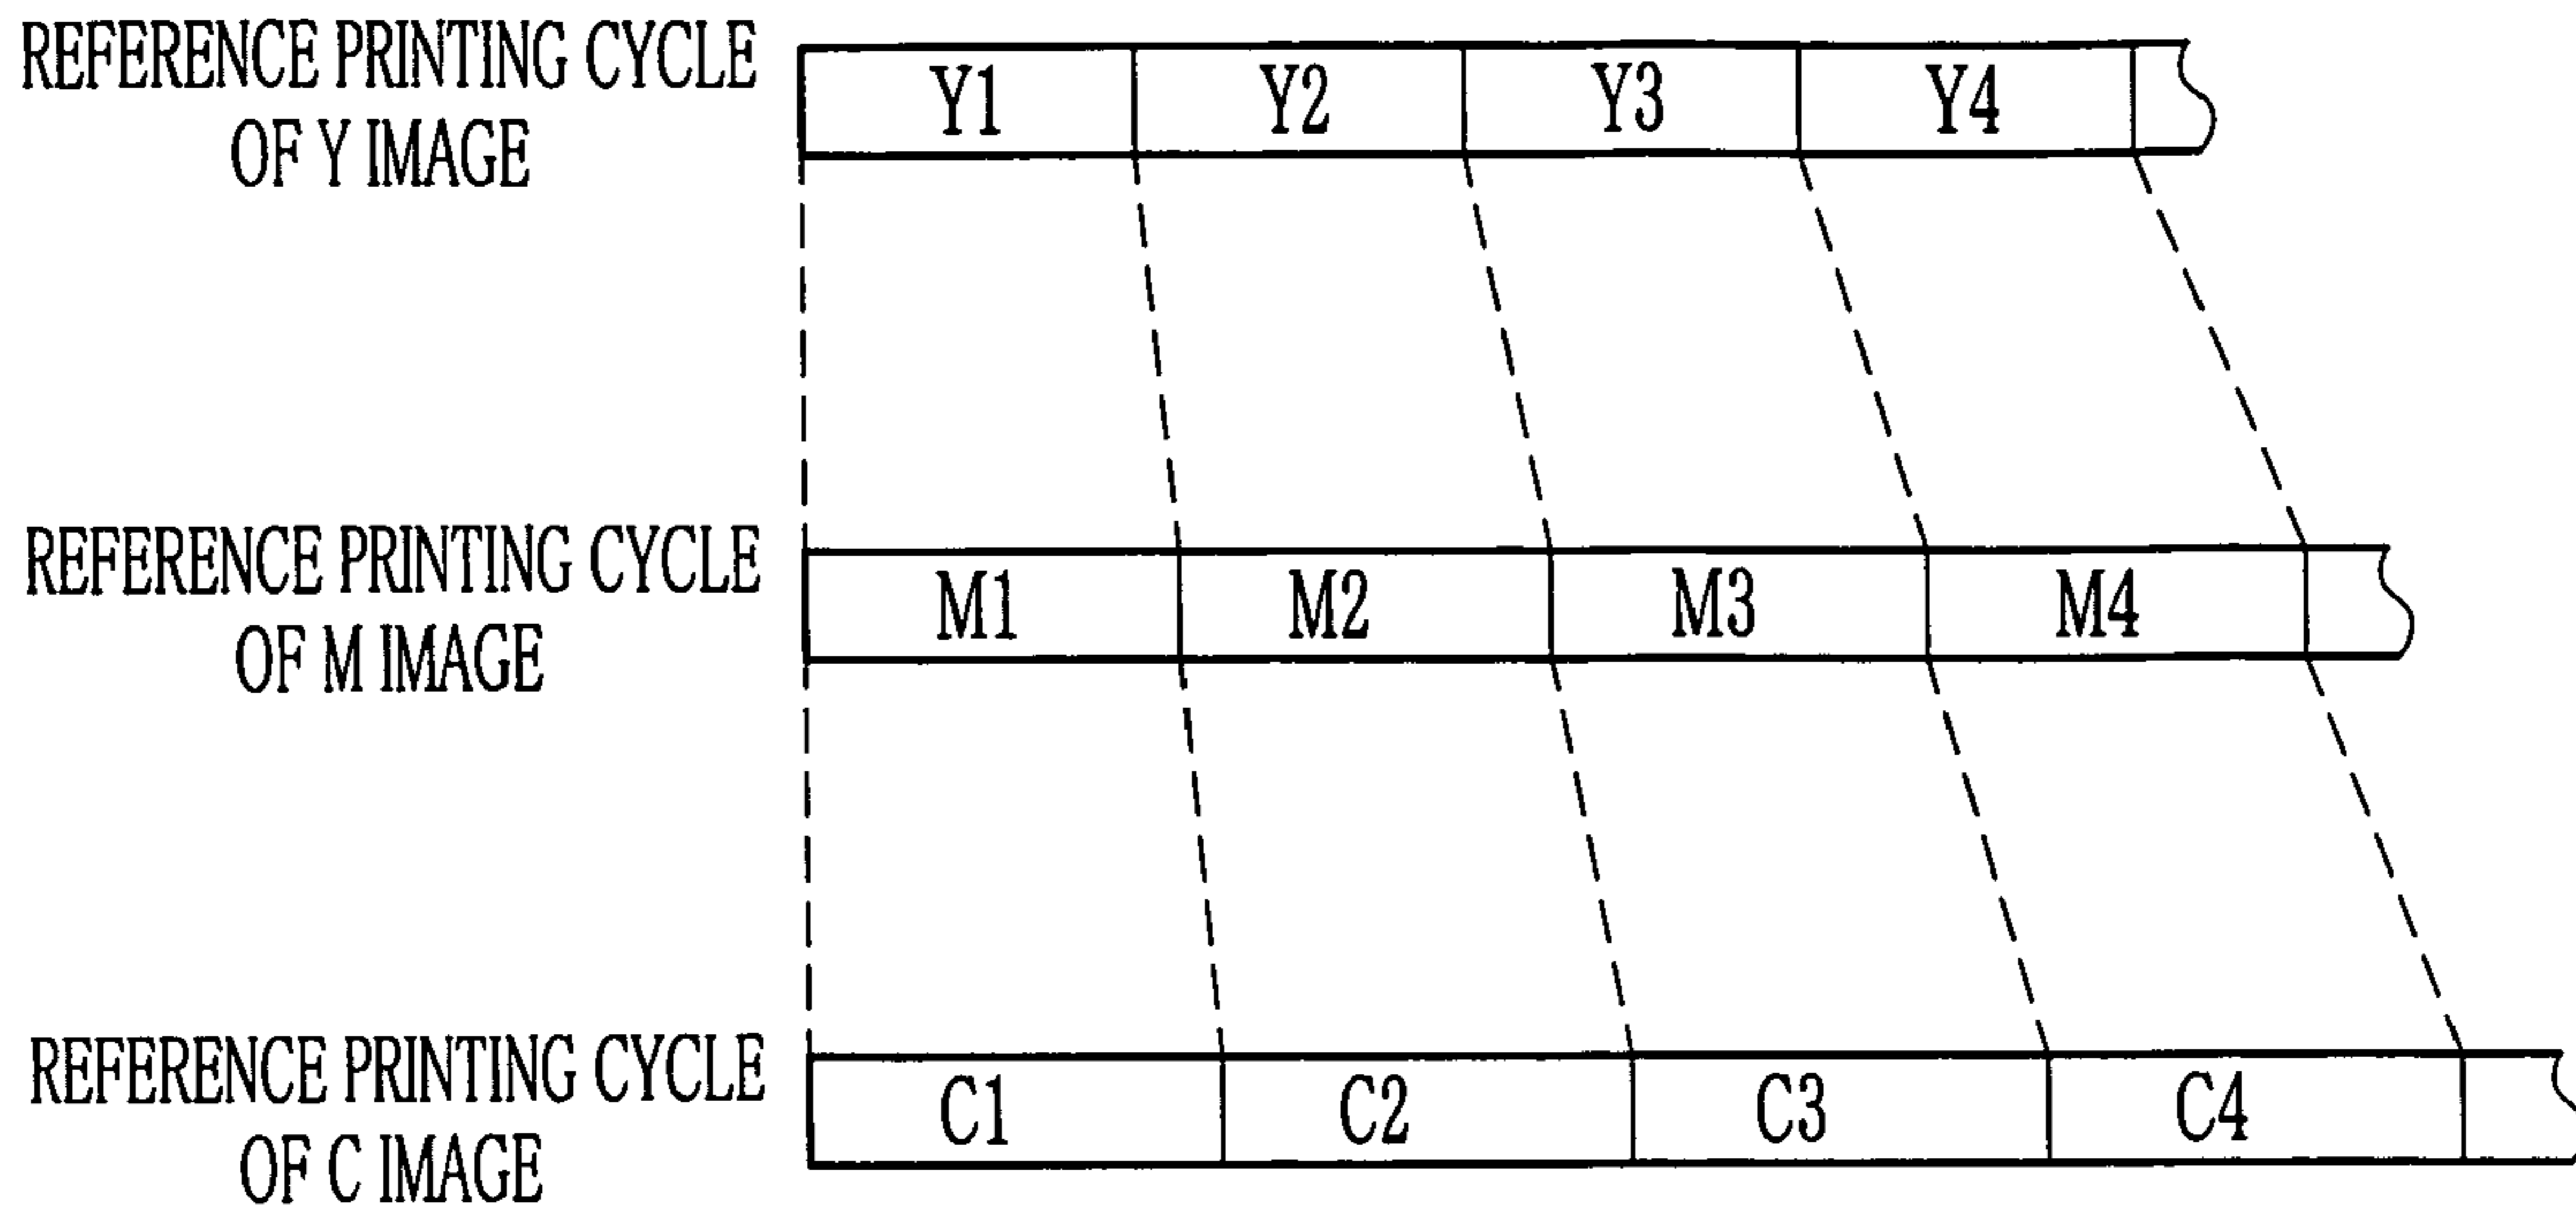 REFERENCE PRINTING CYCLE
OF Y IMAGE
Y1 Y2 Y3 Y4
REFERENCE PRINTING CYCLE
OF M IMAGE
M1 M2 M3 M4
REFERENCE PRINTING CYCLE
OF C IMAGE
C1 C2 C3 C4